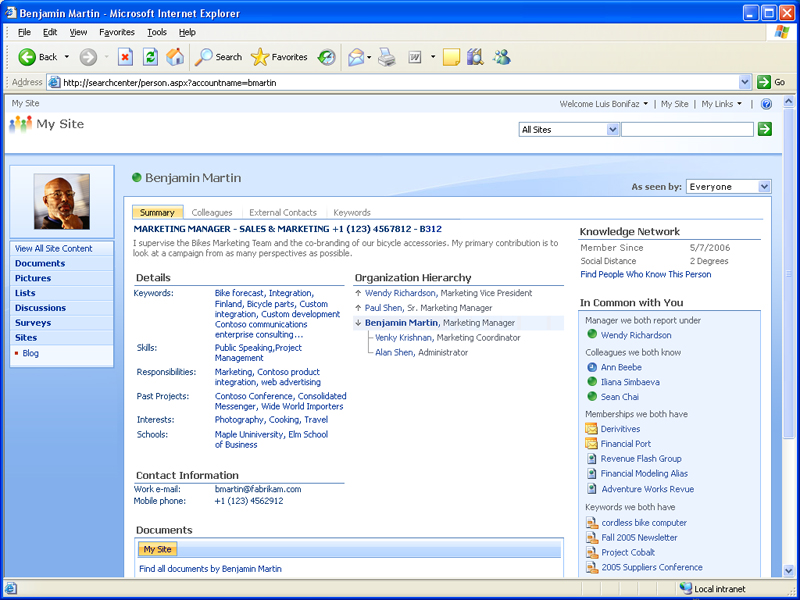 Benjamin Martin - Microsoft Internet Explorer
File Edit View Favorites Tools Help
Back Search Favorites
Address http://searchcenter/person.aspx?accountname=bmartin Go
My Site
Welcome Luis Bonifaz | My Site | My Links |
My Site
All Sites
Benjamin Martin
As seen by: Everyone
View All Site Content
Documents
Pictures
Lists
Discussions
Surveys
Sites
Blog
Summary Colleagues External Contacts Keywords
MARKETING MANAGER - SALES & MARKETING +1 (123) 4567812 - B312
I supervise the Bikes Marketing Team and the co-branding of our bicycle accessories. My primary contribution is to
look at a campaign from as many perspectives as possible.
Details
Keywords: Bike forecast, Integration,
Finland, Bicycle parts, Custom
integration, Custom development
Contoso communications
enterprise consulting...
Skills: Public Speaking,Project
Management
Responsibilities: Marketing, Contoso product
integration, web advertising
Past Projects: Contoso Conference, Consolidated
Messenger, Wide World Importers
Interests: Photography, Cooking, Travel
Schools: Maple Uniniversity, Elm School
of Business
Organization Hierarchy
Wendy Richardson, Marketing Vice President
Paul Shen, Sr. Marketing Manager
Benjamin Martin, Marketing Manager
Venky Krishnan, Marketing Coordinator
Alan Shen, Administrator
Contact Information
Work e-mail: bmartin@fabrikam.com
Mobile phone: +1 (123) 4562912
Documents
My Site
Find all documents by Benjamin Martin
Knowledge Network
Member Since 5/7/2006
Social Distance 2 Degrees
Find People Who Know This Person
In Common with You
Manager we both report under
Wendy Richardson
Colleagues we both know
Ann Beebe
Iliana Simbaeva
Sean Chai
Memberships we both have
Derivitives
Financial Port
Revenue Flash Group
Financial Modeling Alias
Adventure Works Revue
Keywords we both have
cordless bike computer
Fall 2005 Newsletter
Project Cobalt
2005 Suppliers Conference
Local intranet